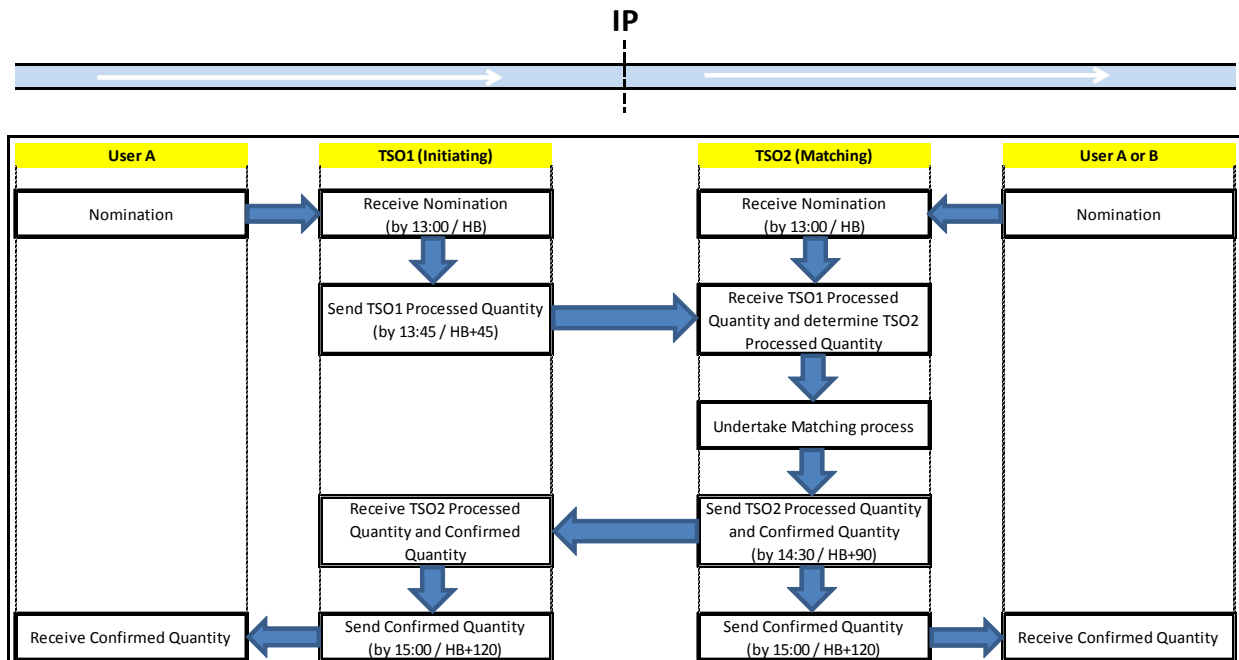 IP
User A
TSO1 (Initiating)
TSO2 (Matching)
User A or B
Nomination
Receive Nomination
(by 13:00 / HB)
Receive Nomination
(by 13:00 / HB)
Nomination
Send TSO1 Processed Quantity
(by 13:45 / HB+45)
Receive TSO1 Processed
Quantity and determine TSO2
Processed Quantity
Undertake Matching process
Receive TSO2 Processed
Quantity and Confirmed
Quantity
Send TSO2 Processed Quantity
and Confirmed Quantity
(by 14:30 / HB+90)
Receive Confirmed Quantity
Send Confirmed Quantity
(by 15:00 / HB+120)
Send Confirmed Quantity
(by 15:00 / HB+120)
Receive Confirmed Quantity